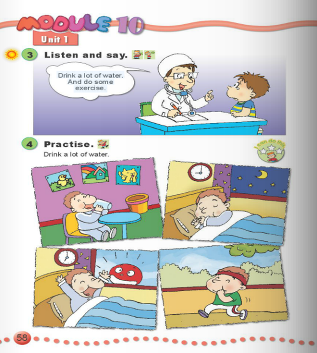 MODULE 10
Unit 1
3 Listen and say.
Drink a lot of water.
And do some
exercise.
4 Practise.
Drink a lot of water.
58